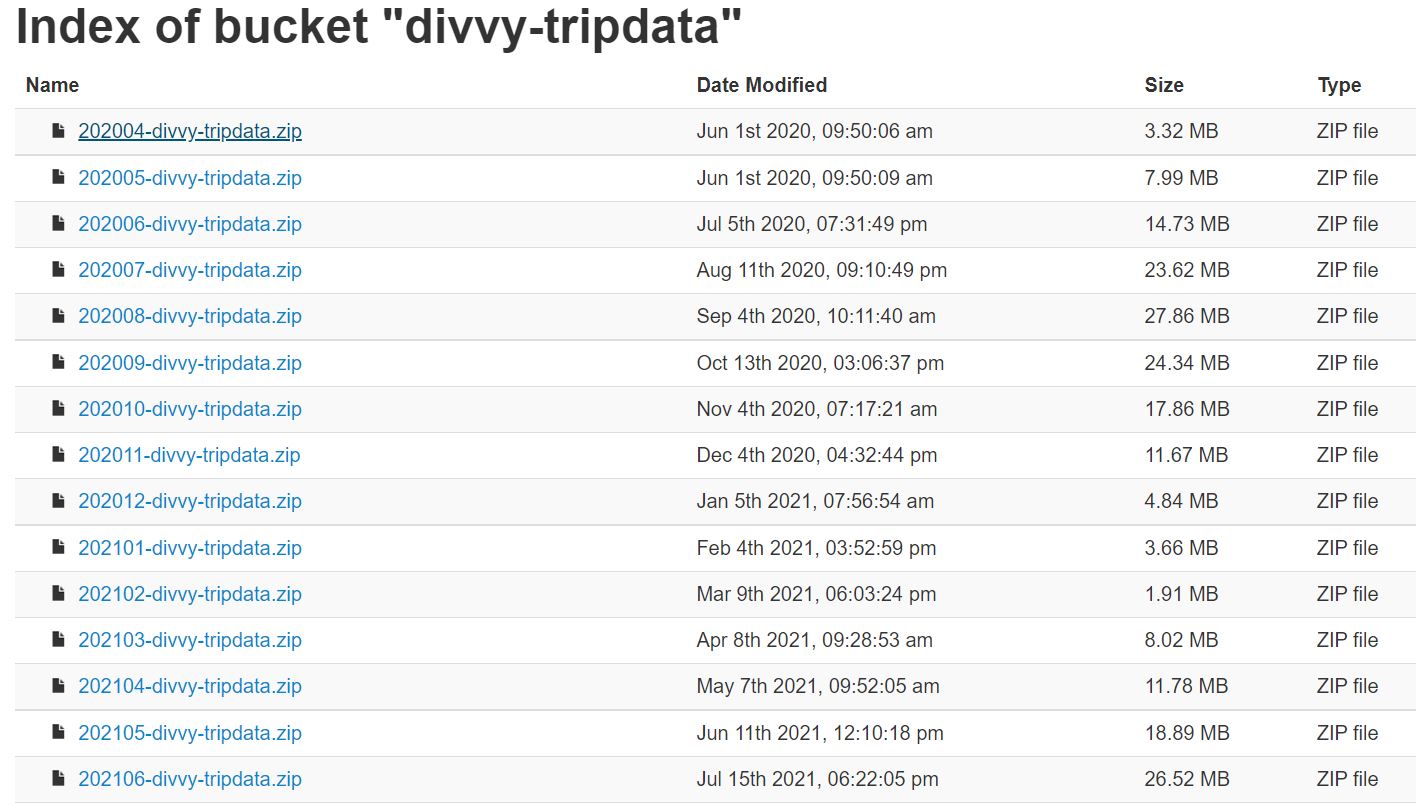 Index of bucket "divvy-tripdata"
Name Date Modified Size Type
202004-divvy-tripdata.zip Jun 1st 2020, 09:50:06 am 3.32 MB ZIP file
202005-divvy-tripdata.zip Jun 1st 2020, 09:50:09 am 7.99 MB ZIP file
202006-divvy-tripdata.zip Jul 5th 2020, 07:31:49 pm 14.73 MB ZIP file
202007-divvy-tripdata.zip Aug 11th 2020, 09:10:49 pm 23.62 MB ZIP file
202008-divvy-tripdata.zip Sep 4th 2020, 10:11:40 am 27.86 MB ZIP file
202009-divvy-tripdata.zip Oct 13th 2020, 03:06:37 pm 24.34 MB ZIP file
202010-divvy-tripdata.zip Nov 4th 2020, 07:17:21 am 17.86 MB ZIP file
202011-divvy-tripdata.zip Dec 4th 2020, 04:32:44 pm 11.67 MB ZIP file
202012-divvy-tripdata.zip Jan 5th 2021, 07:56:54 am 4.84 MB ZIP file
202101-divvy-tripdata.zip Feb 4th 2021, 03:52:59 pm 3.66 MB ZIP file
202102-divvy-tripdata.zip Mar 9th 2021, 06:03:24 pm 1.91 MB ZIP file
202103-divvy-tripdata.zip Apr 8th 2021, 09:28:53 am 8.02 MB ZIP file
202104-divvy-tripdata.zip May 7th 2021, 09:52:05 am 11.78 MB ZIP file
202105-divvy-tripdata.zip Jun 11th 2021, 12:10:18 pm 18.89 MB ZIP file
202106-divvy-tripdata.zip Jul 15th 2021, 06:22:05 pm 26.52 MB ZIP file